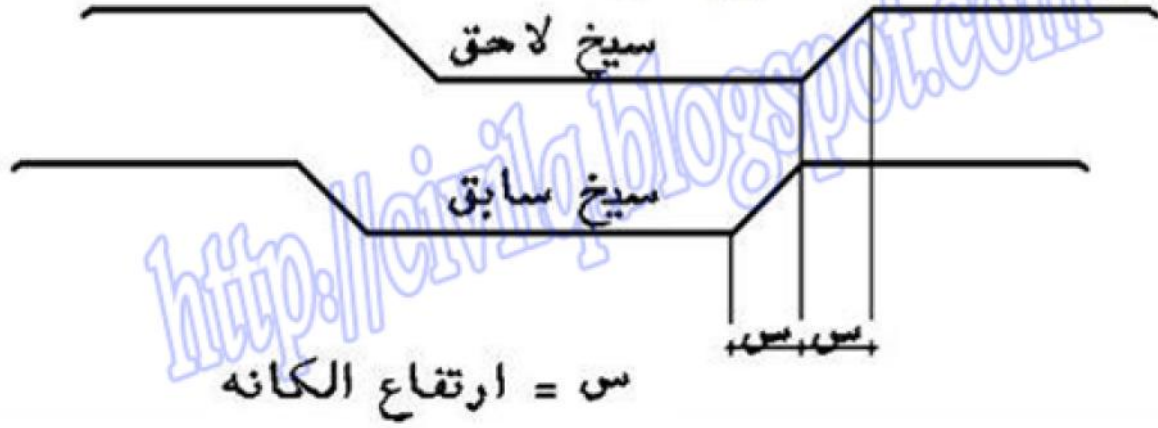 سيخ لاحق
سيخ سابق
س س
س = ارتفاع الكانه
http://civilq.blogspot.com